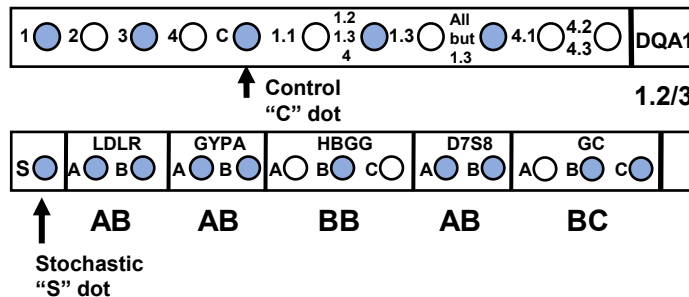 1 2 3 4 C 1.1 1.2 1.3 4 1.3 All but 1.3 4.1 4.2 4.3 DQA1
Control
“C” dot
1.2/3
LDLR GYPA HBGG D7S8 GC
S A B A B A B C A B A B C
AB AB BB AB BC
Stochastic
“S” dot